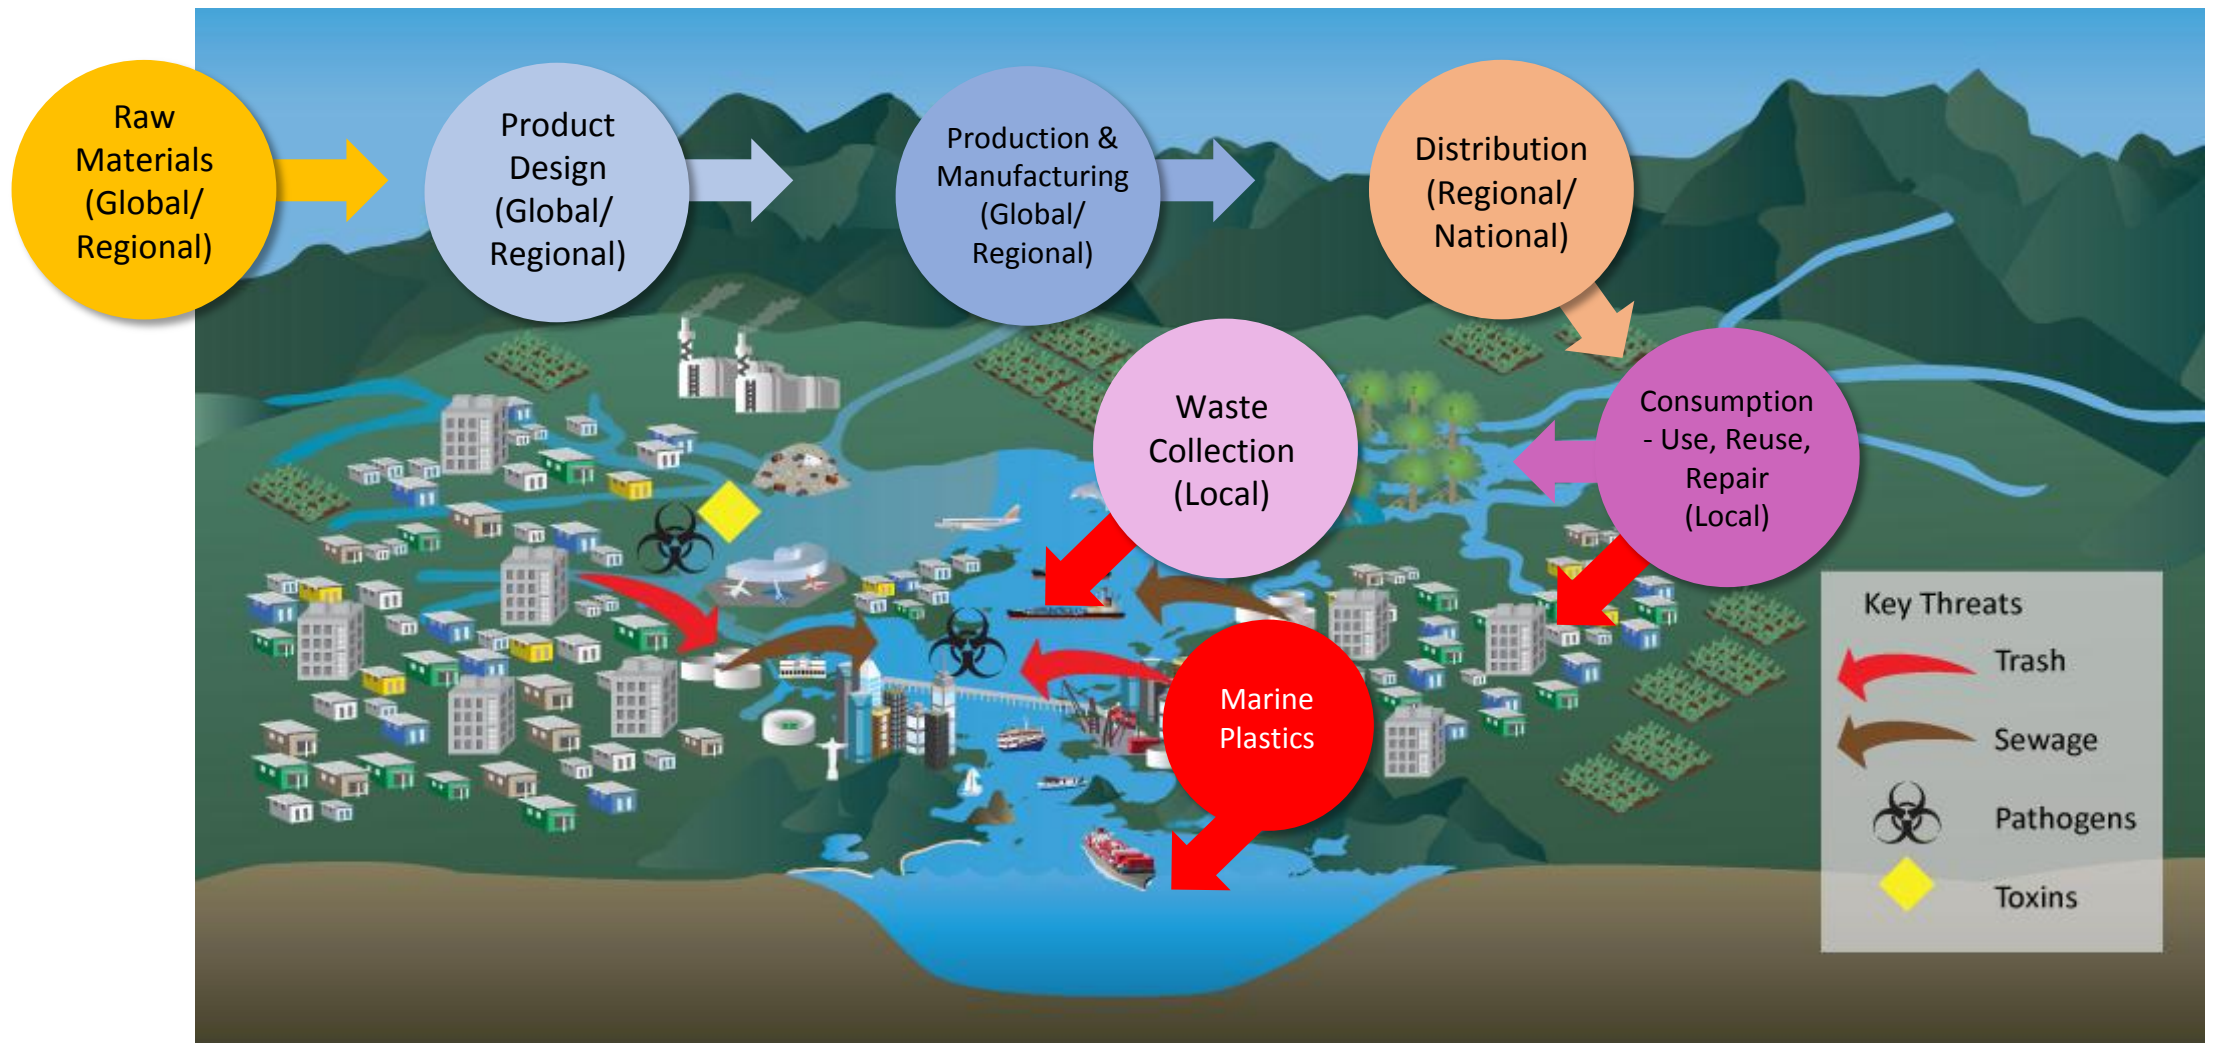 Raw
Materials
(Global/
Regional)
Product
Design
(Global/
Regional)
Production &
Manufacturing
(Global/
Regional)
Distribution
(Regional/
National)
Waste
Collection
(Local)
Consumption
- Use, Reuse,
Repair
(Local)
Marine
Plastics
Key Threats
Trash
Sewage
Pathogens
Toxins